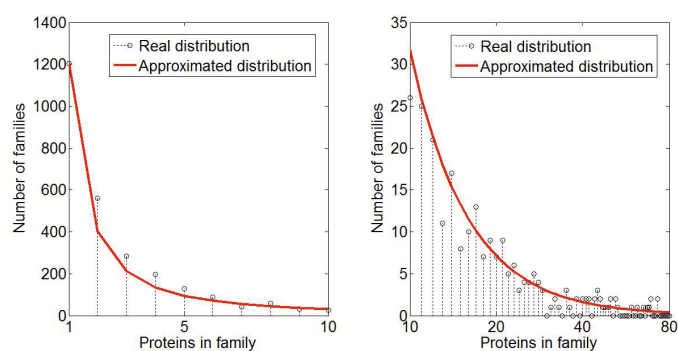 1400
1200
1000
800
600
400
200
0
Number of families
1
5
10
Proteins in family
Real distribution
Approximated distribution
35
30
25
20
15
10
5
0
Number of families
10
20
40
80
Proteins in family
Real distribution
Approximated distribution